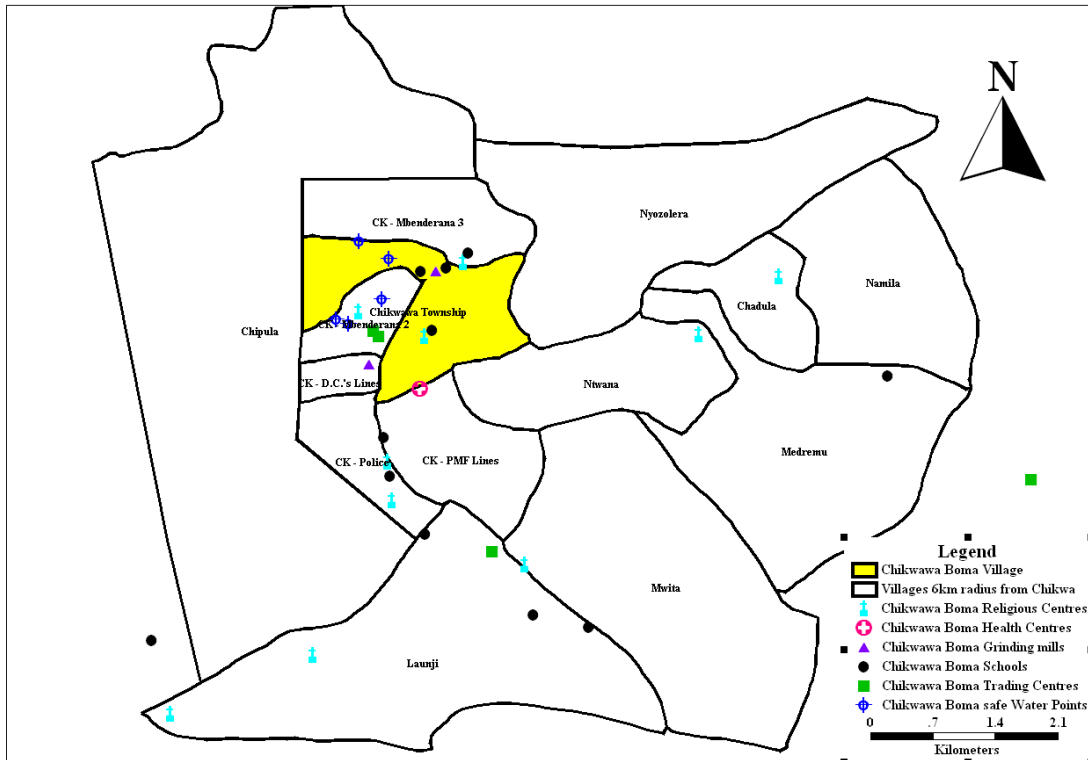 N
CK - Mbenderana 3
Nyozolera
Namila
Chadula
Chikwawa Township
CK - Mbenderana 2
Chipula
CK - D.C.'s Lines
Ntwana
Medremu
CK - Police
CK - PMF Lines
Mwita
Launji
Legend
Chikwawa Boma Village
Villages 6km radius from Chikwa
Chikwawa Boma Religious Centres
Chikwawa Boma Health Centres
Chikwawa Boma Grinding mills
Chikwawa Boma Schools
Chikwawa Boma Trading Centres
Chikwawa Boma safe Water Points
0 .7 1.4 2.1
Kilometers